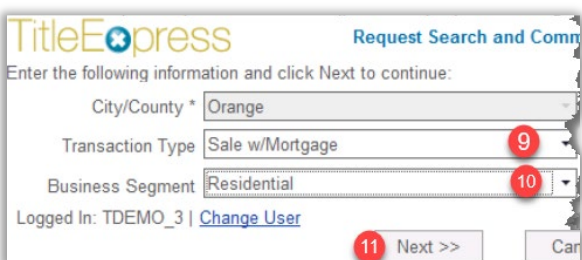 TitleExpress
Request Search and Comm
Enter the following information and click Next to continue:
City/County * Orange
Transaction Type Sale w/Mortgage 9
Business Segment Residential 10
Logged In: TDEMO_3 | Change User
11 Next >> Can